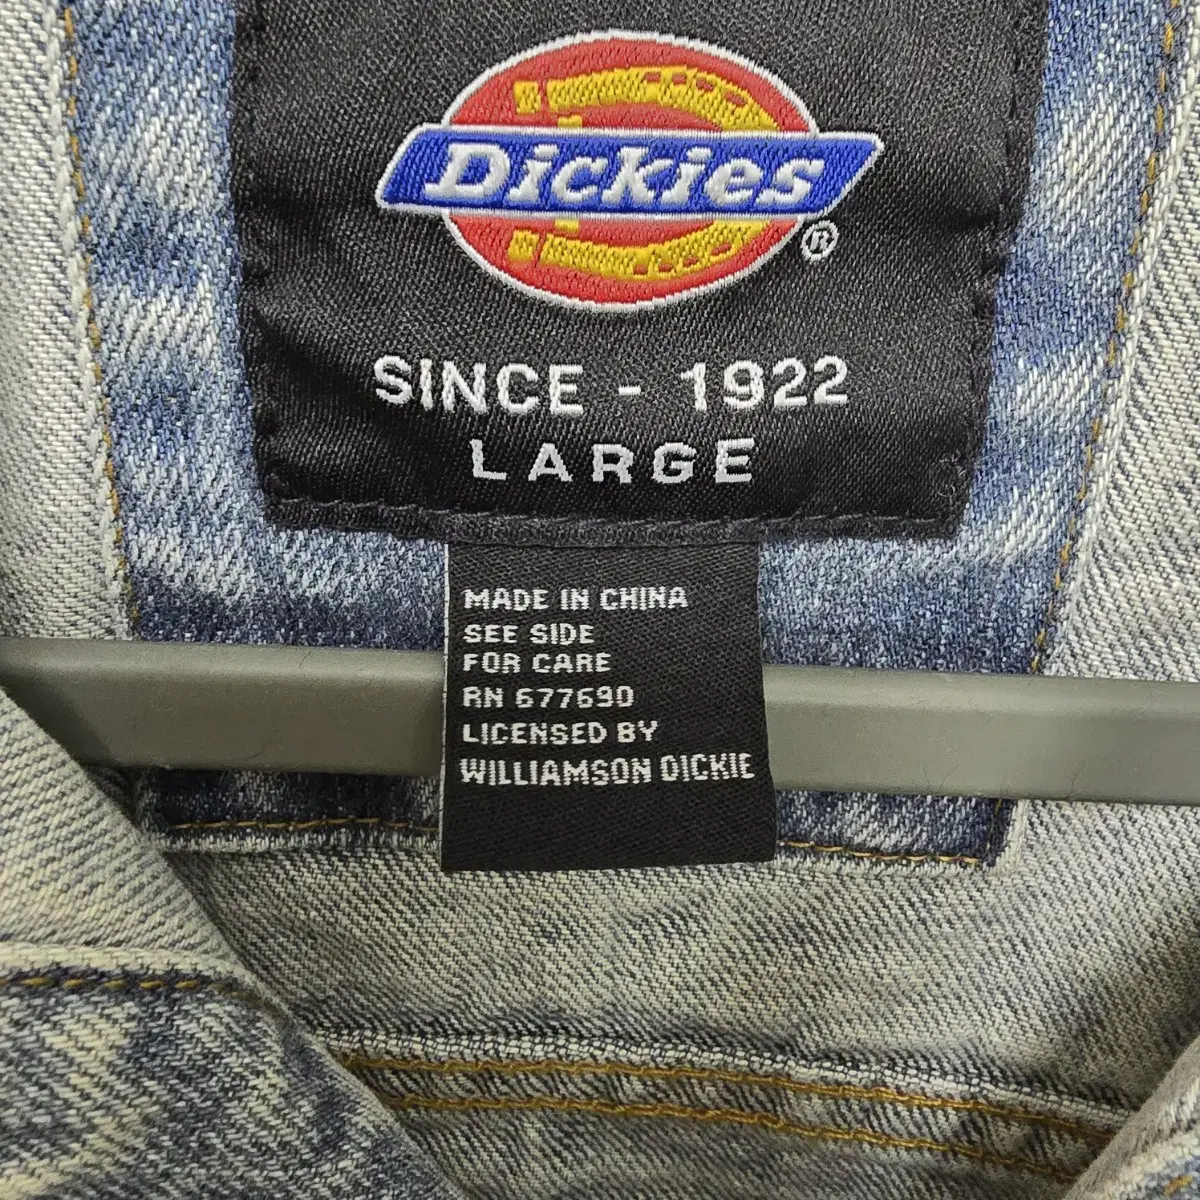 Dickies
®
SINCE - 1922
LARGE
MADE IN CHINA
SEE SIDE
FOR CARE
RN 677690
LICENSED BY
WILLIAMSON DICKIE